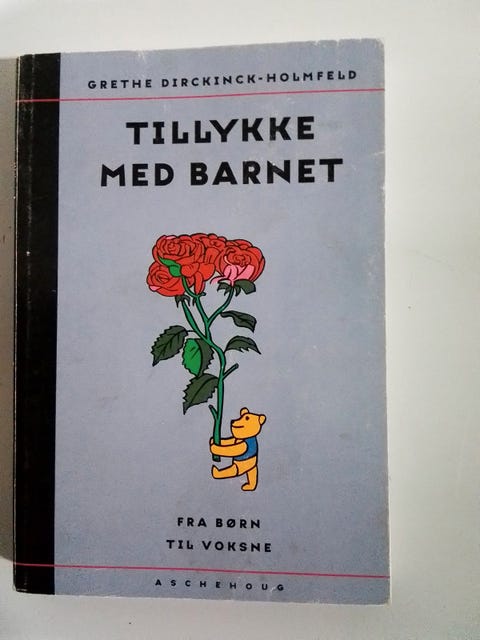 GRETHE DIRCKINCK-HOLMFELD
TILLYKKE
MED BARNET
FRA BØRN
TIL VOKSNE
ASCHEHOUG